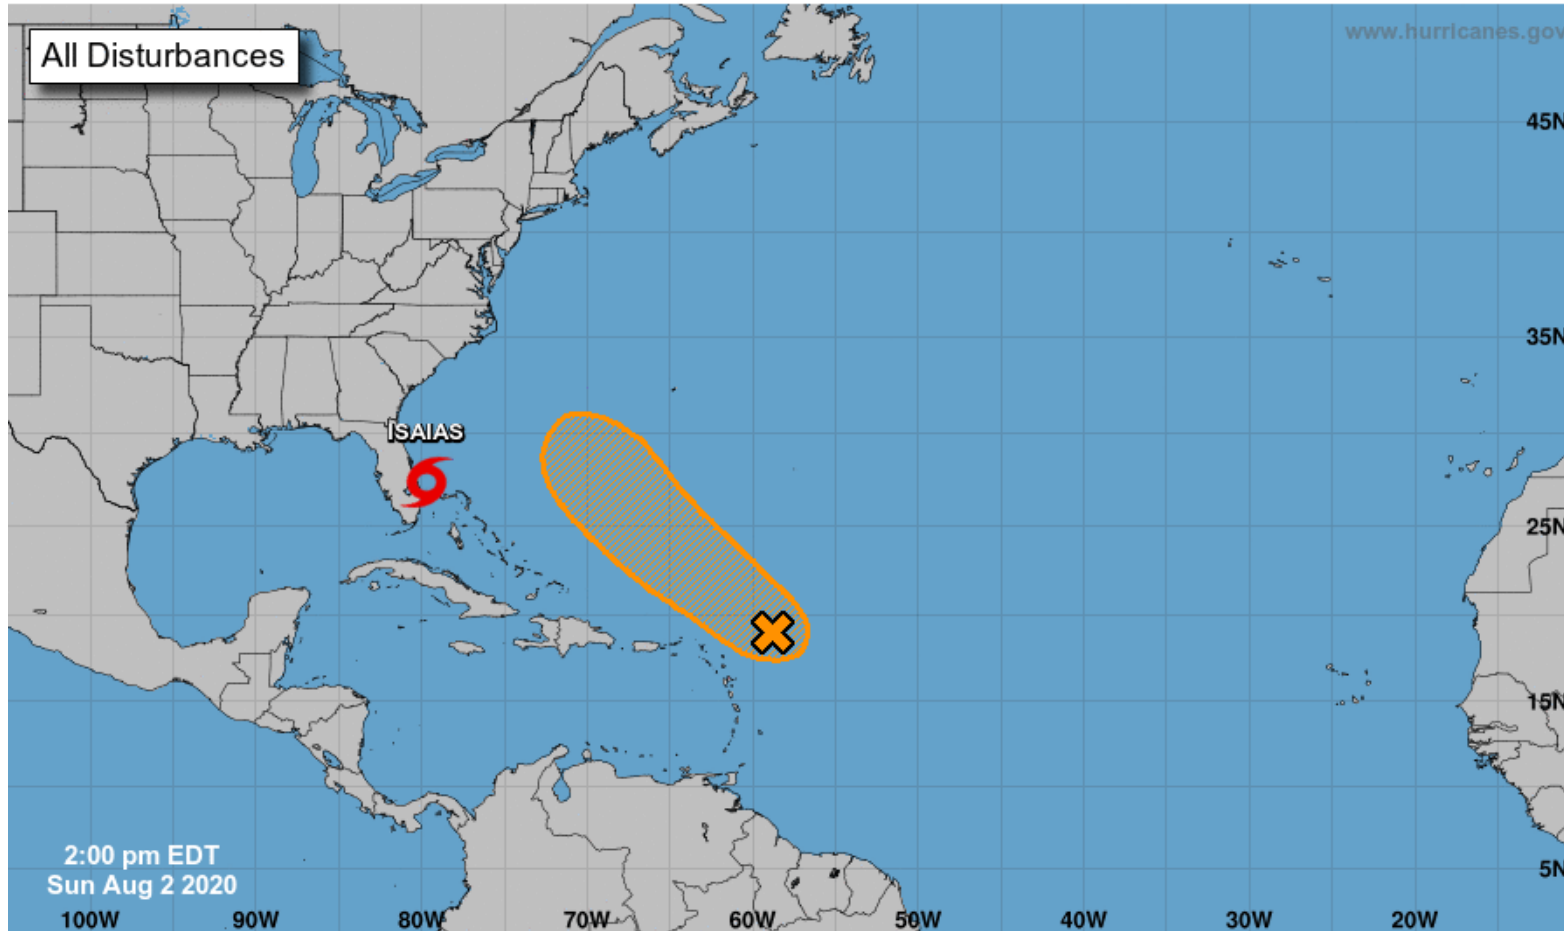 All Disturbances
www.hurricanes.gov
45N
35N
ISAIAS
25N
15N
2:00 pm EDT
Sun Aug 2 2020
5N
100W 90W 80W 70W 60W 50W 40W 30W 20W